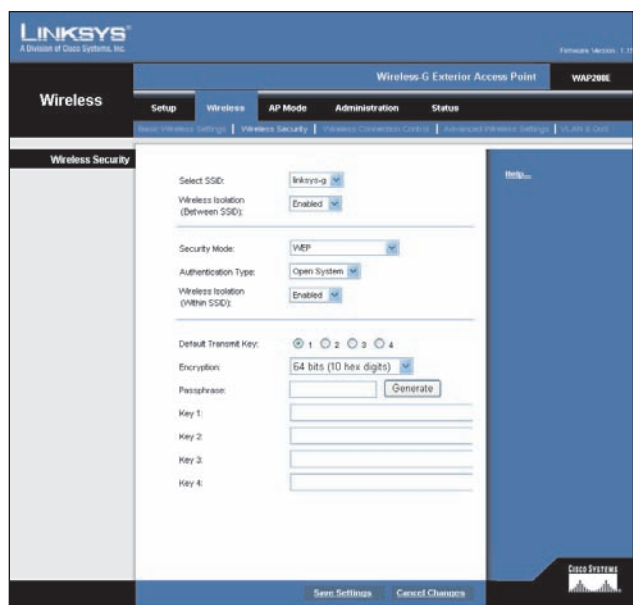 LINKSYS®
A Division of Cisco Systems, Inc.
Firmware Version: 1.15
Wireless-G Exterior Access Point WAP200E
Wireless
Setup Wireless AP Mode Administration Status
Basic Wireless Settings | Wireless Security | Wireless Connection Control | Advanced Wireless Settings | VLAN & QoS
Wireless Security
Help...
Select SSID: linksys-g
Wireless Isolation
(Between SSID): Enabled
Security Mode: WEP
Authentication Type: Open System
Wireless Isolation
(Within SSID): Enabled
Default Transmit Key: 1 2 3 4
Encryption: 64 bits (10 hex digits)
Passphrase: Generate
Key 1:
Key 2:
Key 3:
Key 4:
Save Settings Cancel Changes
CISCO SYSTEMS